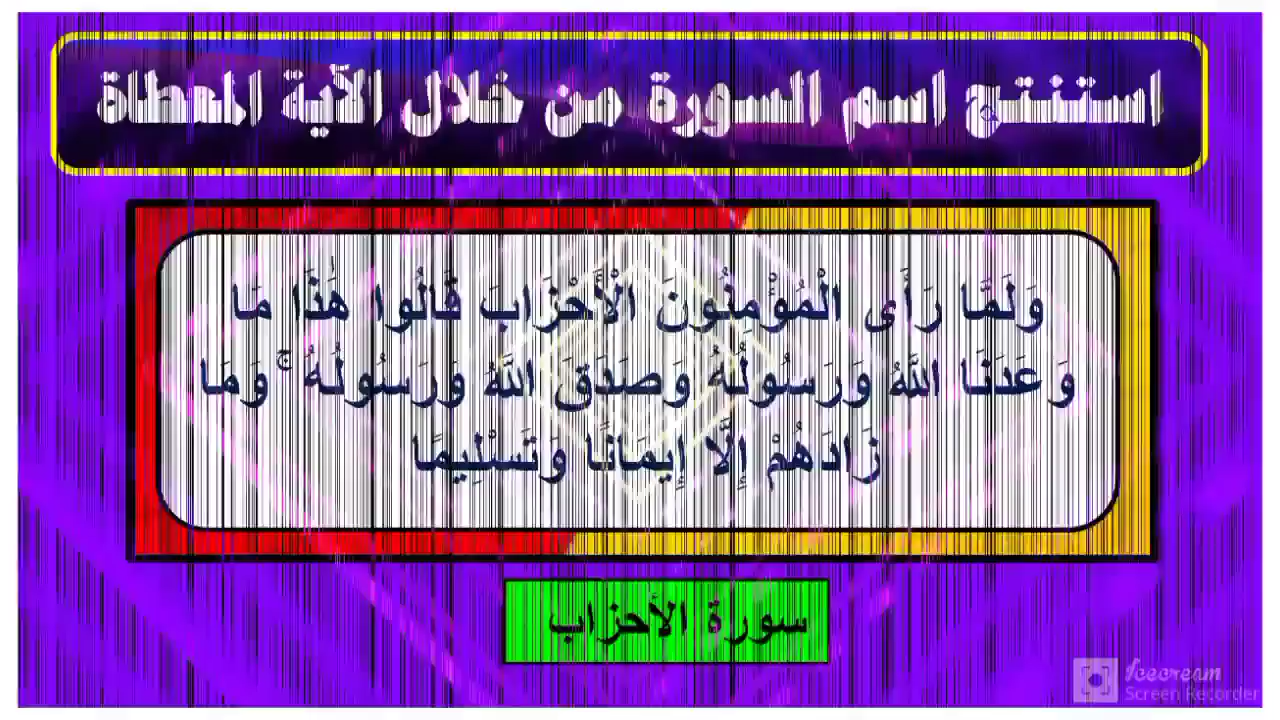 استنتج اسم السورة من خلال الآية المعطاة
وَلَمَّا رَأَى الْمُؤْمِنُونَ الْأَحْزَابَ قَالُوا هَٰذَا مَا
وَعَدَنَا اللَّهُ وَرَسُولُهُ وَصَدَقَ اللَّهُ وَرَسُولُهُ ۚ وَمَا
زَادَهُمْ إِلَّا إِيمَانًا وَتَسْلِيمًا
سورة الأحزاب
Icecream
Screen Recorder